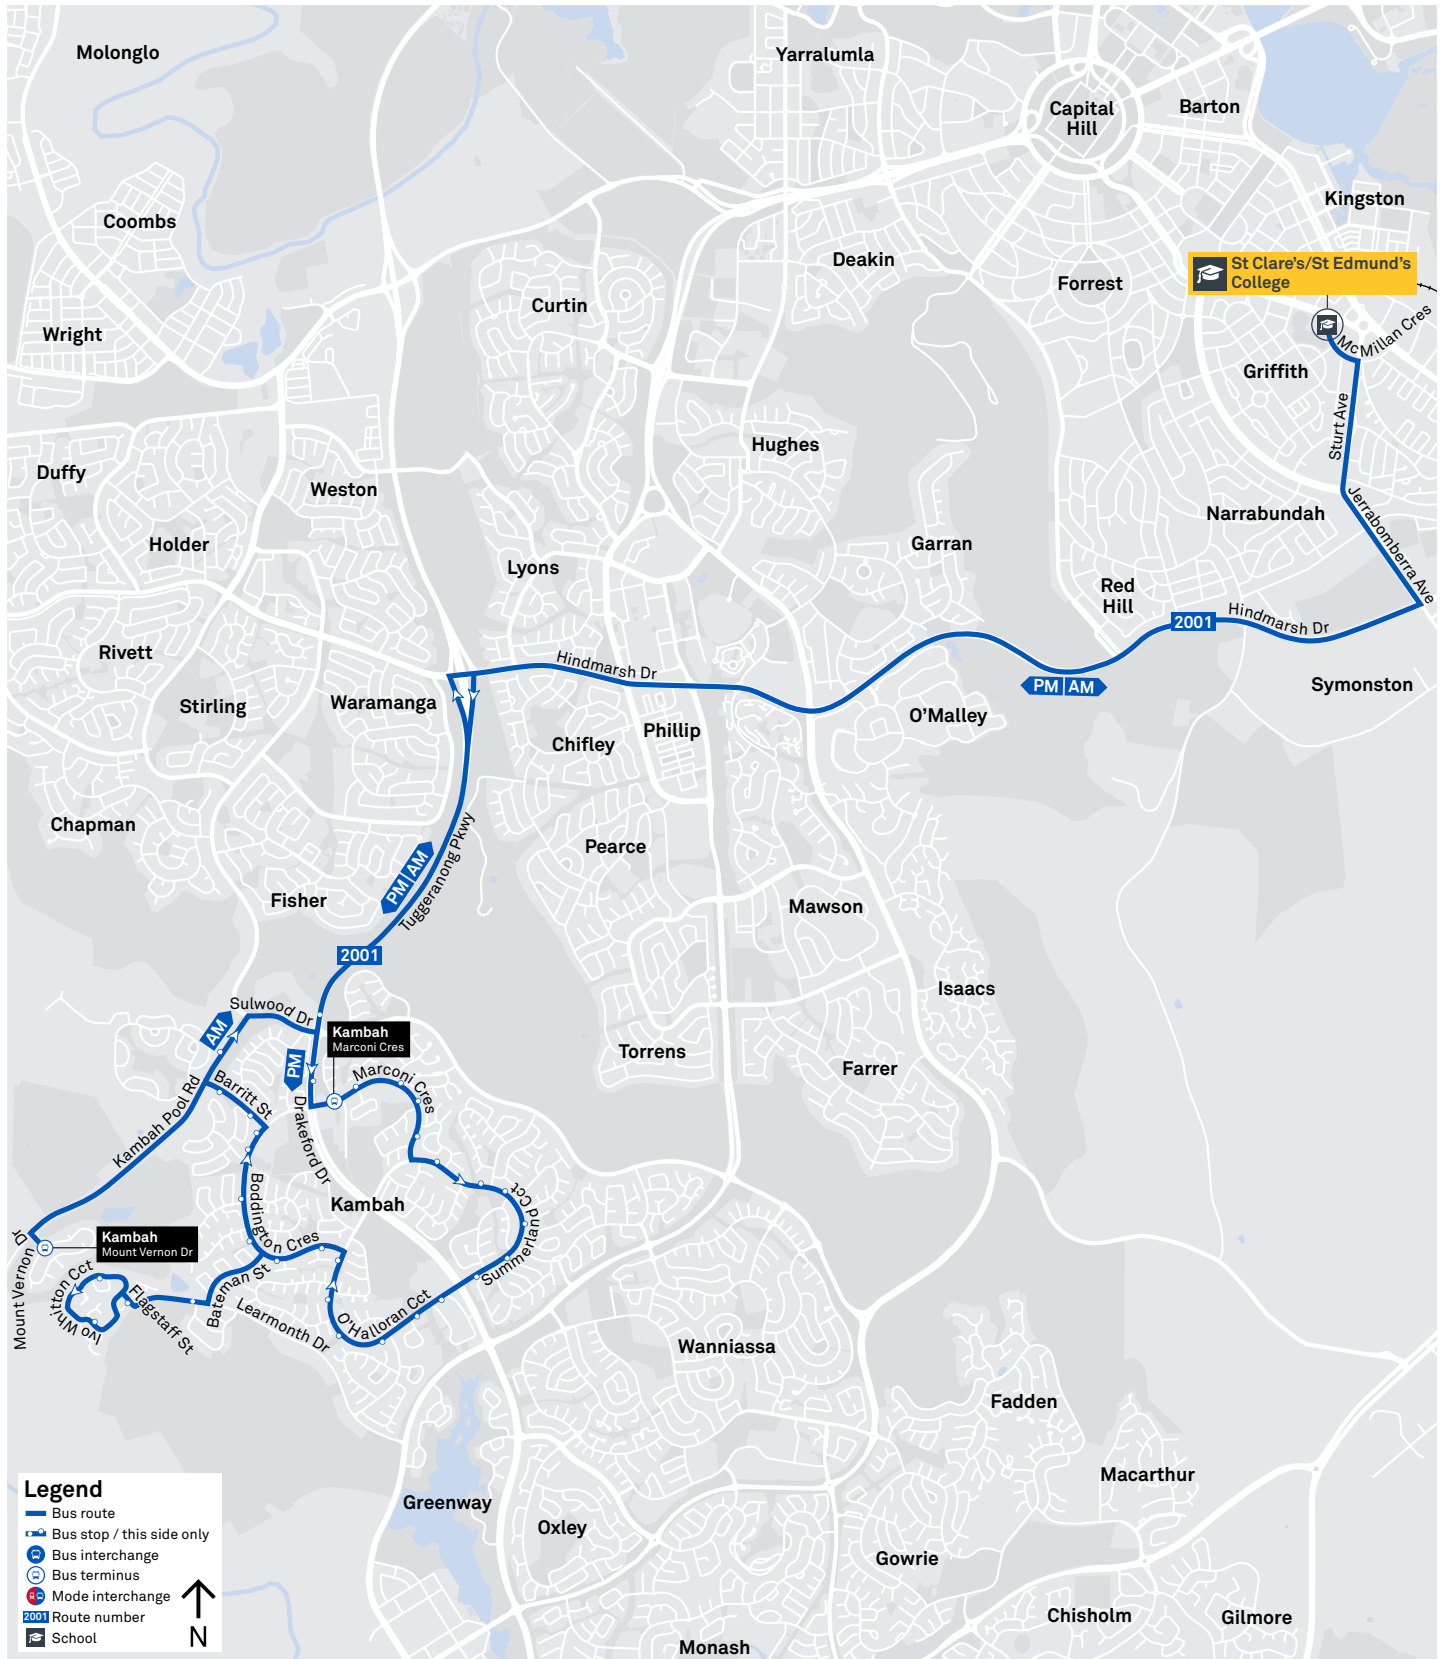 Molonglo
Yarralumla
Capital
Hill
Barton
Kingston
Coombs
Deakin
Forrest
St Clare's/St Edmund's
College
Curtin
Wright
McMillan Cres
Griffith
Sturt Ave
Hughes
Duffy
Weston
Narrabundah
Jerrabomberra Ave
Holder
Garran
Lyons
Red
Hill
2001
Hindmarsh Dr
Rivett
Hindmarsh Dr
PM AM
Symonston
Stirling
Waramanga
O'Malley
Phillip
Chifley
Chapman
Pearce
PM AM
Tuggeranong Pkwy
Fisher
Mawson
2001
Isaacs
Sulwood Dr
AM
Kambah
Marconi Cres
PM
Torrens
Farrer
Marconi Cres
Barritt St
Kambah Pool Rd
Drakeford Dr
Boddington Cres
Kambah
Summerland Cct
Kambah
Mount Vernon Dr
Mount Vernon Dr
Ivo Whitton Cct
Flagstaff St
Bateman St
Learmonth Dr
O'Halloran Cct
Wanniassa
Fadden
Macarthur
Greenway
Oxley
Gowrie
Chisholm
Gilmore
Monash
Legend
Bus route
Bus stop / this side only
Bus interchange
Bus terminus
Mode interchange
2001 Route number
School
N